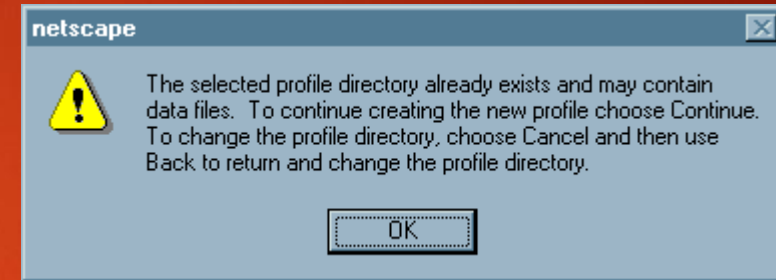 netscape
The selected profile directory already exists and may contain
data files.  To continue creating the new profile choose Continue.
To change the profile directory, choose Cancel and then use
Back to return and change the profile directory.
OK